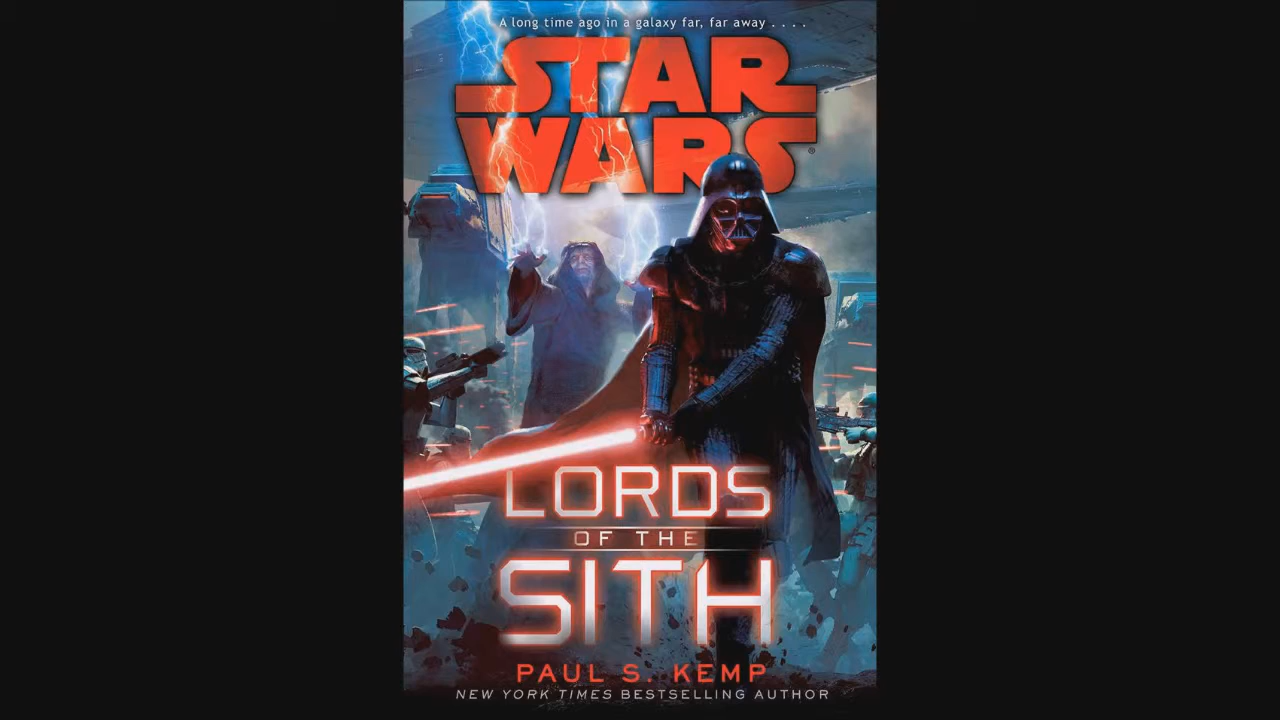 A long time ago in a galaxy far, far away . . . .
STAR
WARS®
LORDS
OF THE
SITH
PAUL S. KEMP
NEW YORK TIMES BESTSELLING AUTHOR